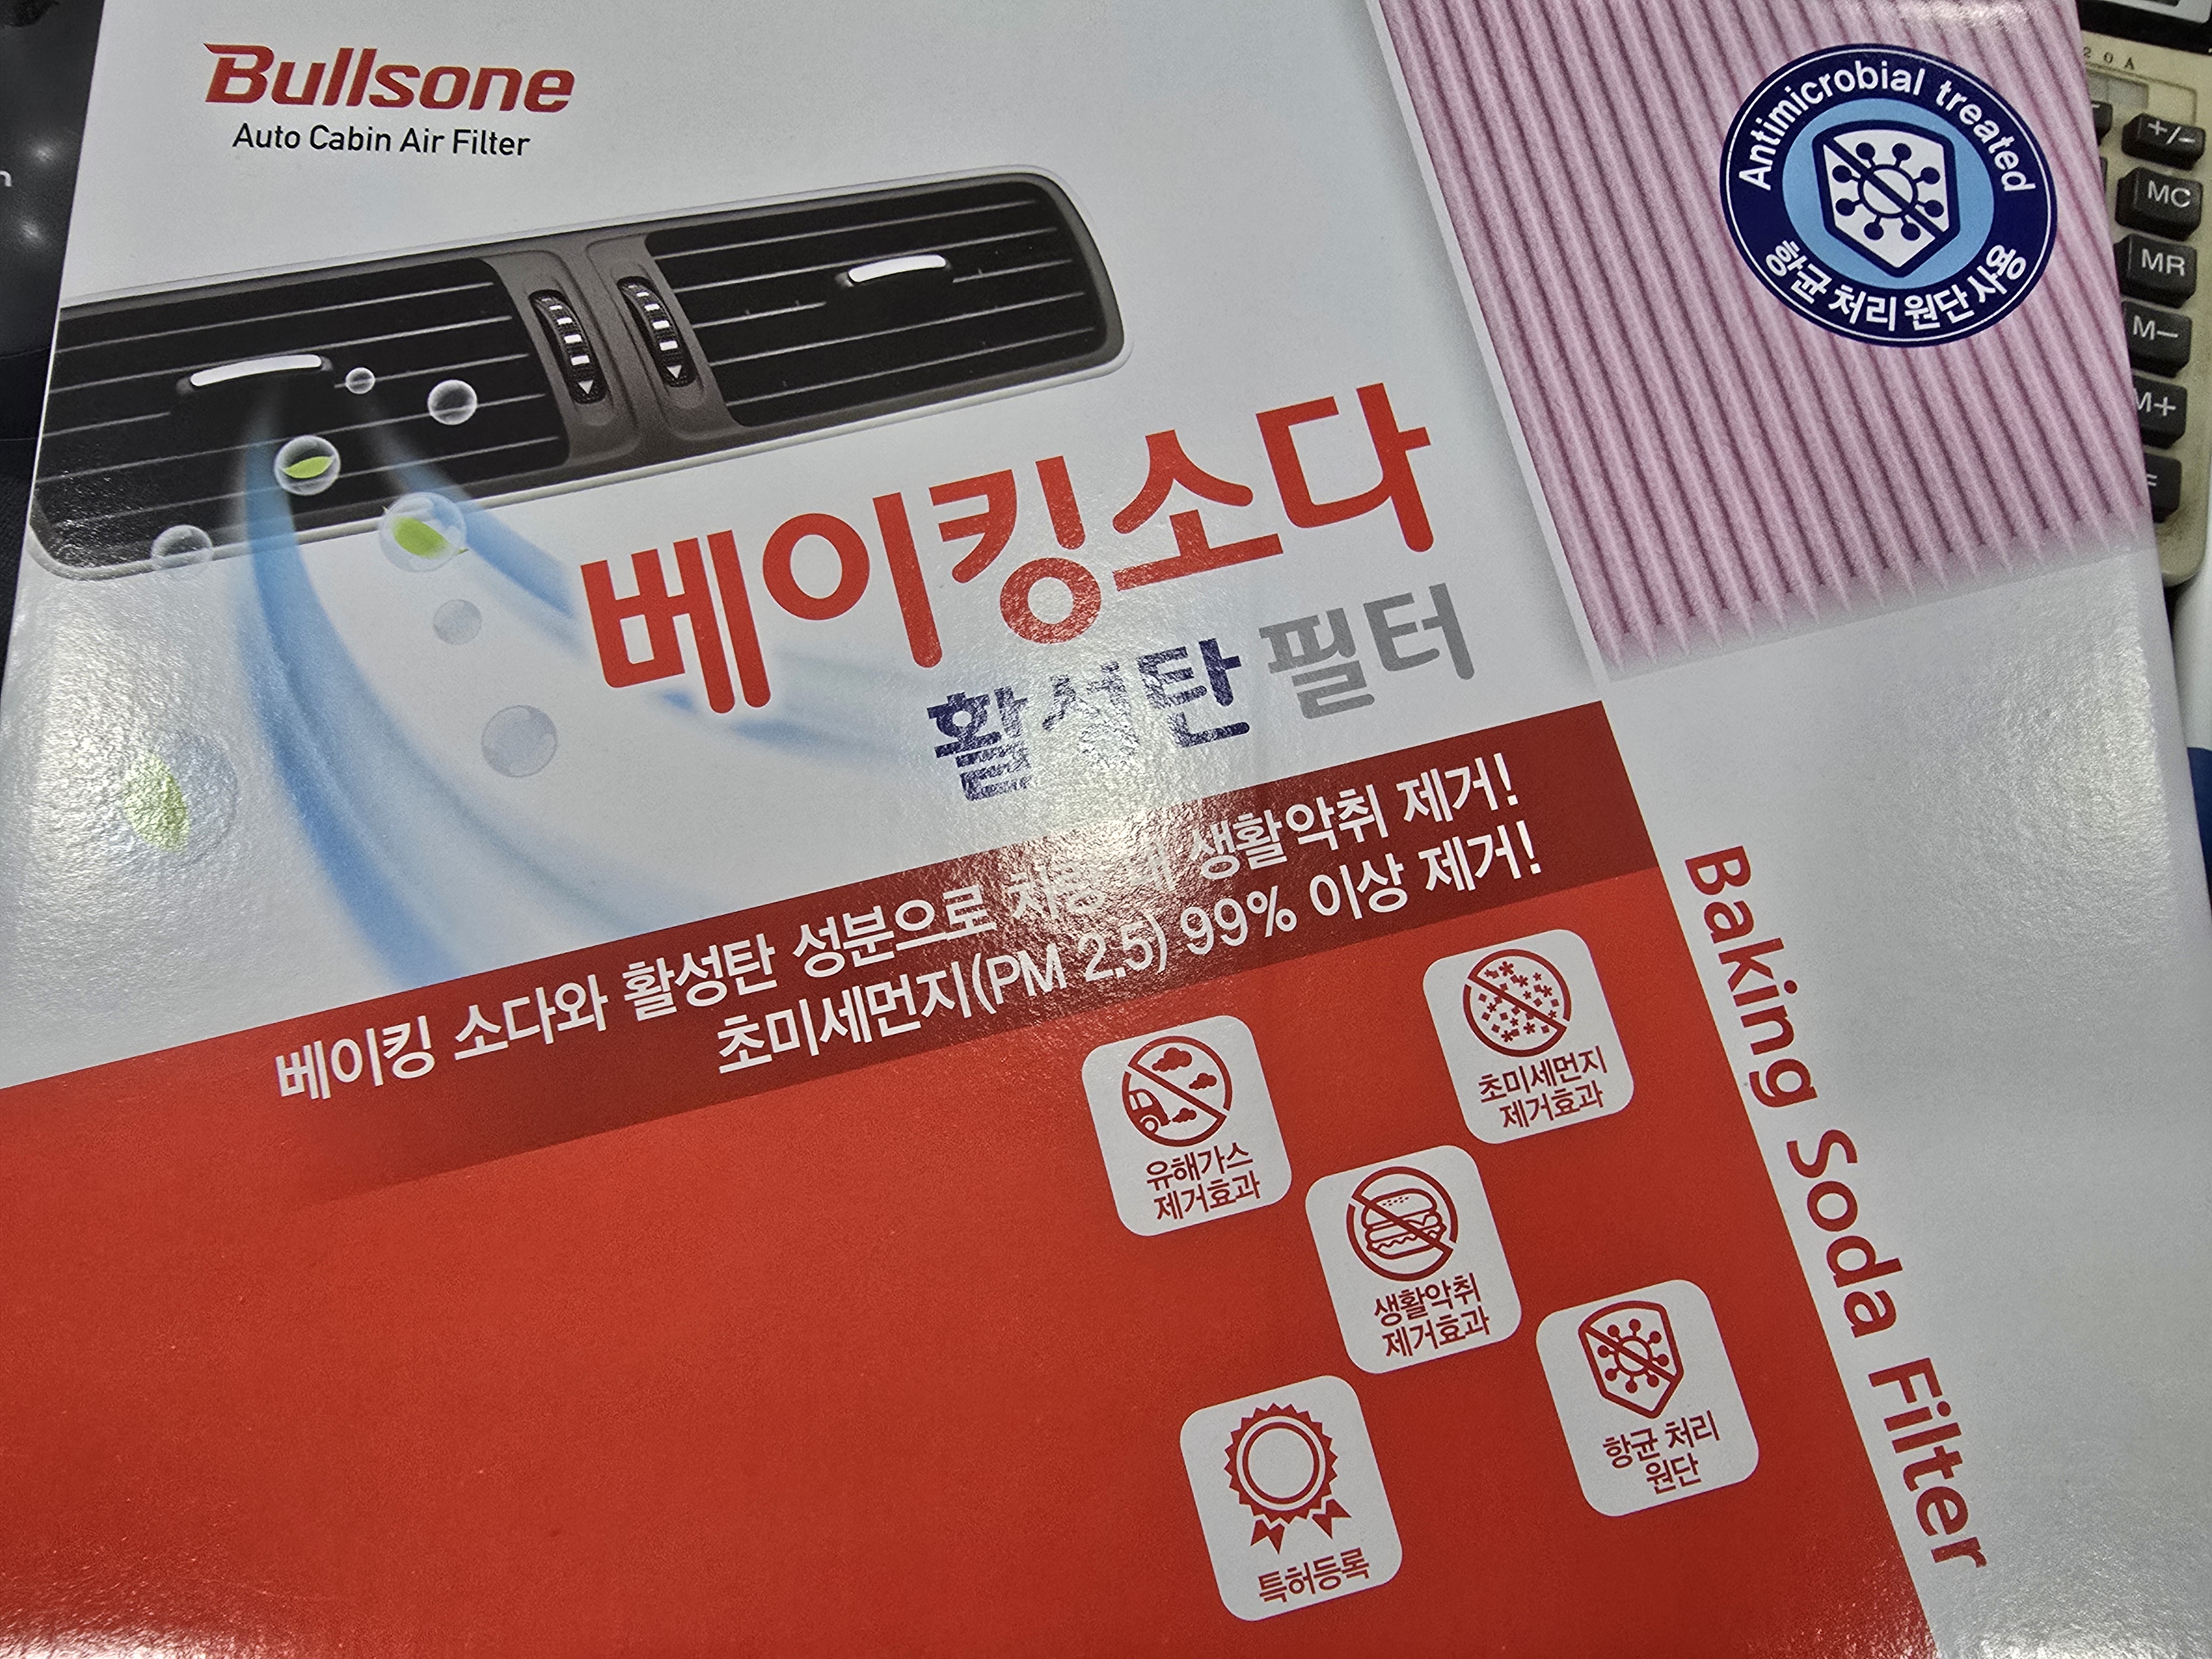 Bullsone
Auto Cabin Air Filter
Antimicrobial treated
항균 처리 원단 사용
베이킹소다
활성탄 필터
베이킹 소다와 활성탄 성분으로 생활악취 제거!
초미세먼지(PM 2.5) 99% 이상 제거!
초미세먼지
제거효과
유해가스
제거효과
생활악취
제거효과
항균 처리
원단
특허등록
Baking Soda Filter
20A
+/-
MC
MR
M-
M+
=